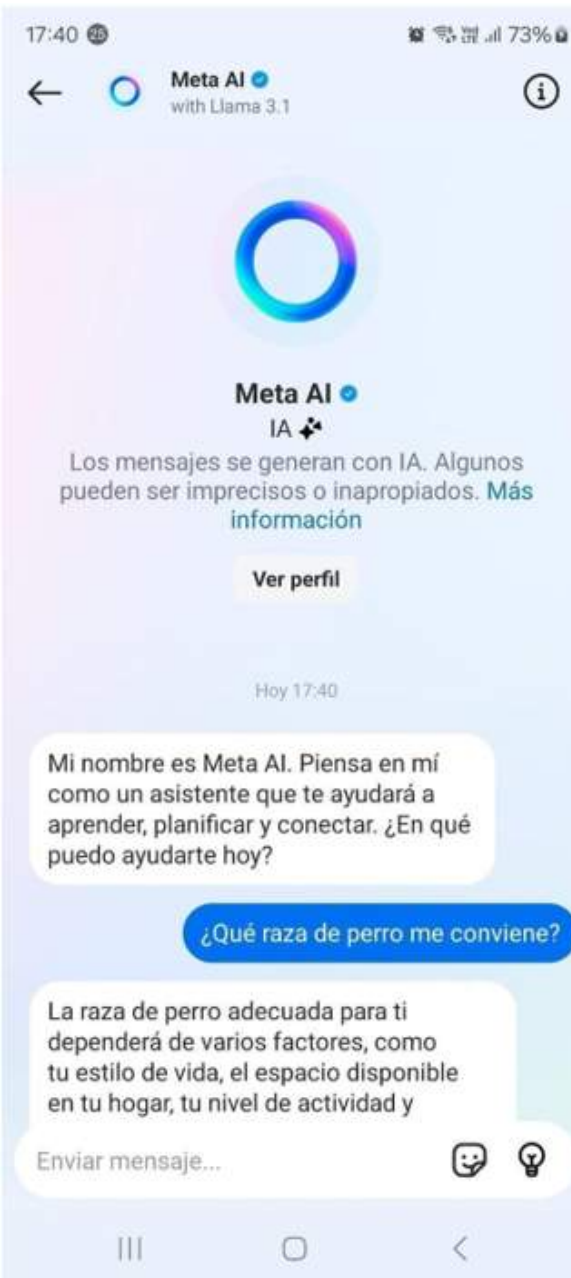 17:40 25 73%
Meta AI
with Llama 3.1
Meta AI
IA
Los mensajes se generan con IA. Algunos
pueden ser imprecisos o inapropiados. Más
información
Ver perfil
Hoy 17:40
Mi nombre es Meta AI. Piensa en mí
como un asistente que te ayudará a
aprender, planificar y conectar. ¿En qué
puedo ayudarte hoy?
¿Qué raza de perro me conviene?
La raza de perro adecuada para ti
dependerá de varios factores, como
tu estilo de vida, el espacio disponible
en tu hogar, tu nivel de actividad y
Enviar mensaje...